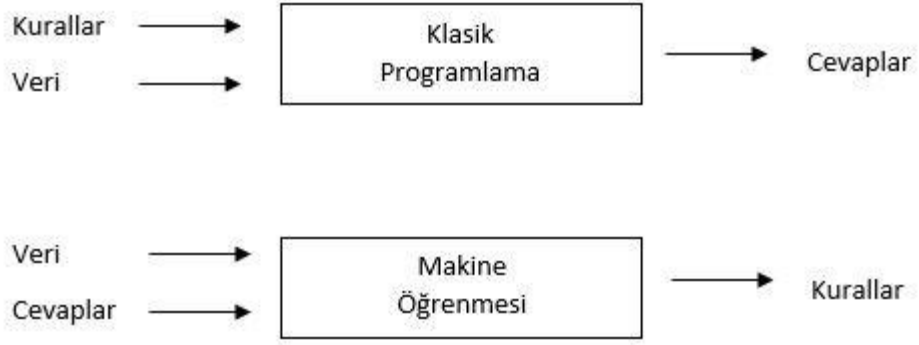 Kurallar
Veri
Klasik
Programlama
Cevaplar
Veri
Cevaplar
Makine
Öğrenmesi
Kurallar